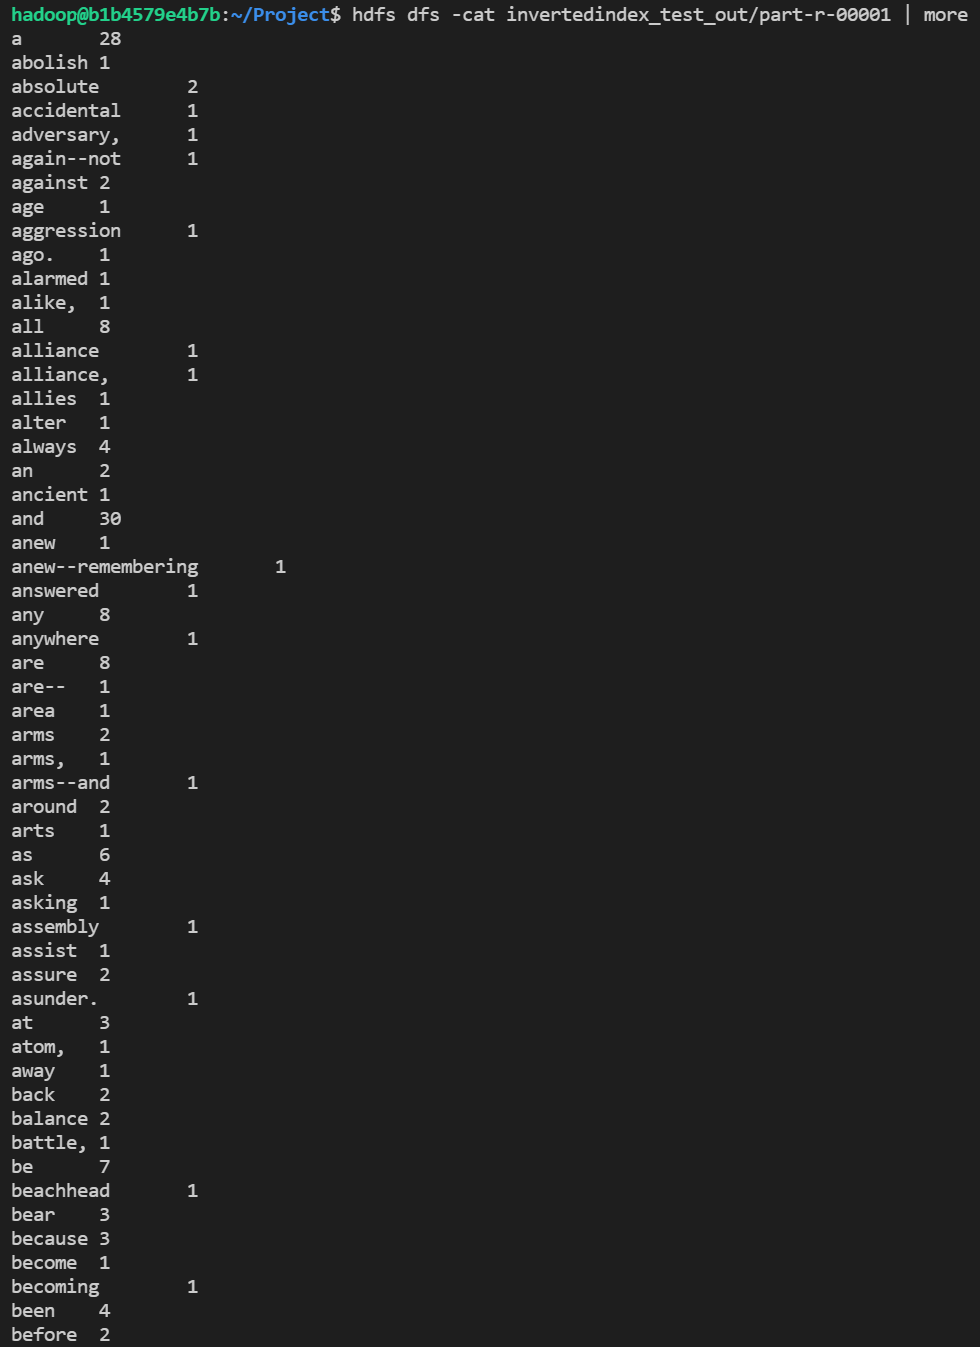 hadoop@b1b4579e4b7b:~/Project$ hdfs dfs -cat invertedindex_test_out/part-r-00001 | more
a 28
abolish 1
absolute 2
accidental 1
adversary, 1
again--not 1
against 2
age 1
aggression 1
ago. 1
alarmed 1
alike, 1
all 8
alliance 1
alliance, 1
allies 1
alter 1
always 4
an 2
ancient 1
and 30
anew 1
anew--remembering 1
answered 1
any 8
anywhere 1
are 8
are-- 1
area 1
arms 2
arms, 1
arms--and 1
around 2
arts 1
as 6
ask 4
asking 1
assembly 1
assist 1
assure 2
asunder. 1
at 3
atom, 1
away 1
back 2
balance 2
battle, 1
be 7
beachhead 1
bear 3
because 3
become 1
becoming 1
been 4
before 2